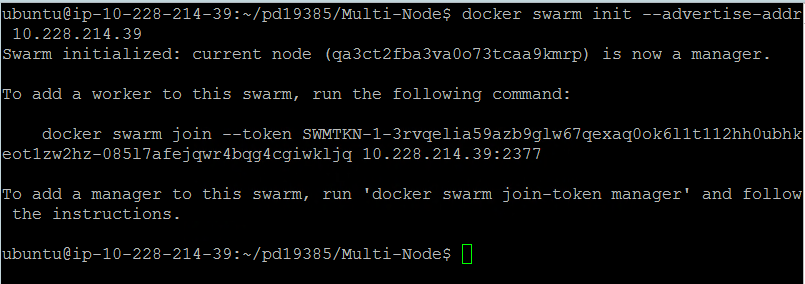 ubuntu@ip-10-228-214-39:~/pd19385/Multi-Node$ docker swarm init --advertise-addr
 10.228.214.39
Swarm initialized: current node (qa3ct2fba3va0o73tcaa9kmrp) is now a manager.

To add a worker to this swarm, run the following command:

    docker swarm join --token SWMTKN-1-3rvqelia59azb9glw67qexaq0ok6l1t112hh0ubhk
eot1zw2hz-085l7afejqwr4bqg4cgiwkljq 10.228.214.39:2377

To add a manager to this swarm, run 'docker swarm join-token manager' and follow
 the instructions.

ubuntu@ip-10-228-214-39:~/pd19385/Multi-Node$